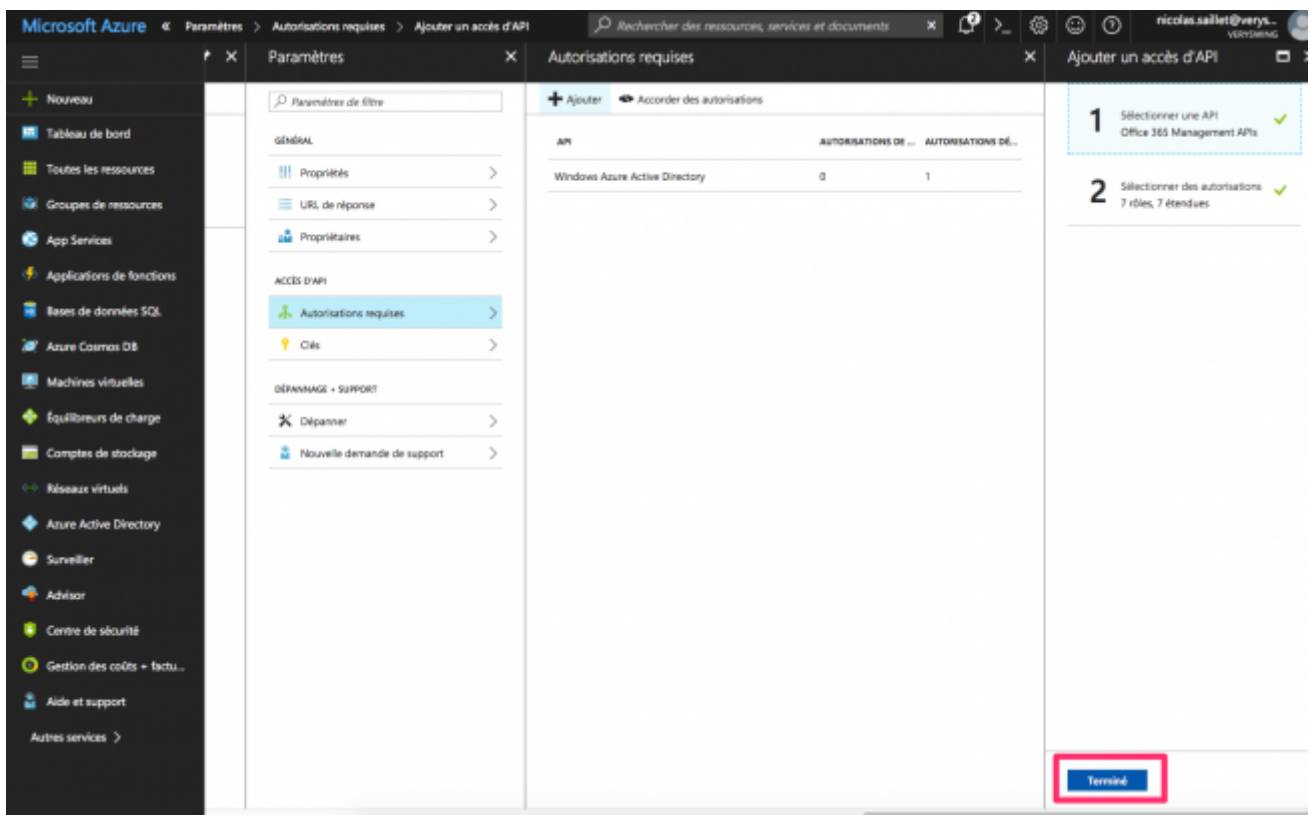 Microsoft Azure « Paramètres > Autorisations requises > Ajouter un accès d'API
Rechercher des ressources, services et documents
2
nicolas.saillet@verys...
VERYSWING
Paramètres
Autorisations requises
Ajouter un accès d'API
Nouveau
Tableau de bord
Toutes les ressources
Groupes de ressources
App Services
Applications de fonctions
Bases de données SQL
Azure Cosmos DB
Machines virtuelles
Équilibreurs de charge
Comptes de stockage
Réseaux virtuels
Azure Active Directory
Surveiller
Advisor
Centre de sécurité
Gestion des coûts + factu...
Aide et support
Autres services >
Paramètres de filtre
GÉNÉRAL
Propriétés
URL de réponse
Propriétaires
ACCÈS D'API
Autorisations requises
Clés
DÉPANNAGE + SUPPORT
Dépanner
Nouvelle demande de support
Ajouter
Accorder des autorisations
API
AUTORISATIONS DE ...
AUTORISATIONS DÉ...
Windows Azure Active Directory
0
1
1
Sélectionner une API
Office 365 Management APIs
2
Sélectionner des autorisations
7 rôles, 7 étendues
Terminé